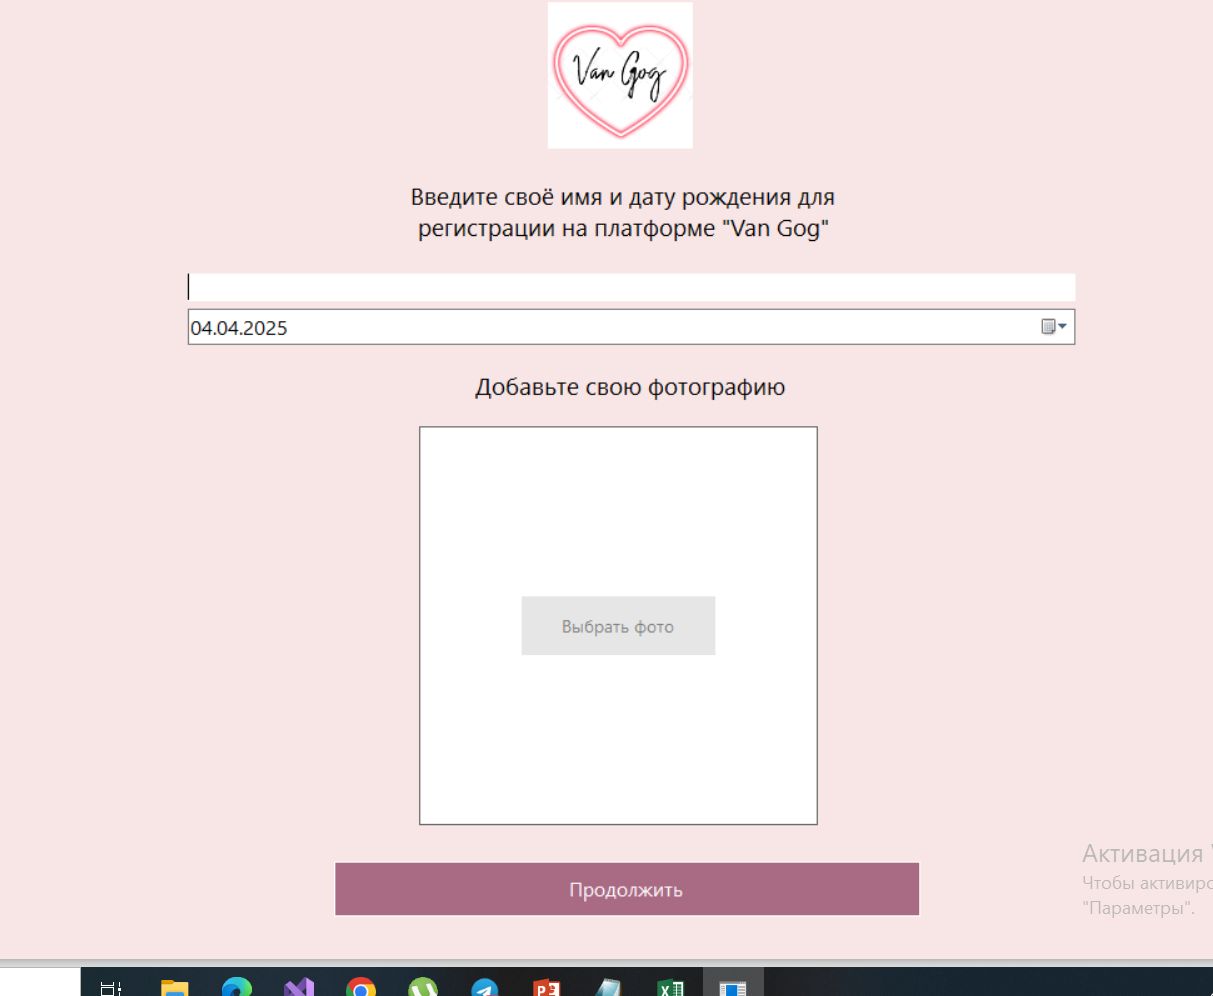 Van Gog
Введите своё имя и дату рождения для
регистрации на платформе "Van Gog"
04.04.2025
Добавьте свою фотографию
Выбрать фото
Продолжить
Активация
Чтобы
"Параметры".